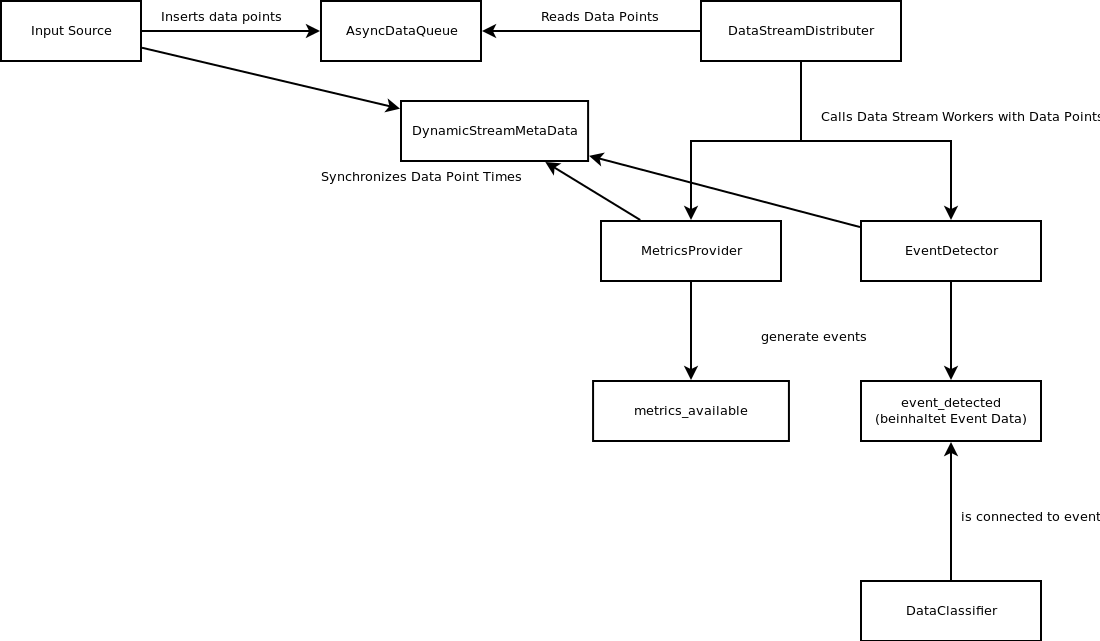 Inserts data points
Reads Data Points
Input Source
AsyncDataQueue
DataStreamDistributer
Calls Data Stream Workers with Data Points
DynamicStreamMetaData
Synchronizes Data Point Times
MetricsProvider
EventDetector
generate events
metrics_available
event_detected
(beinhaltet Event Data)
is connected to event
DataClassifier